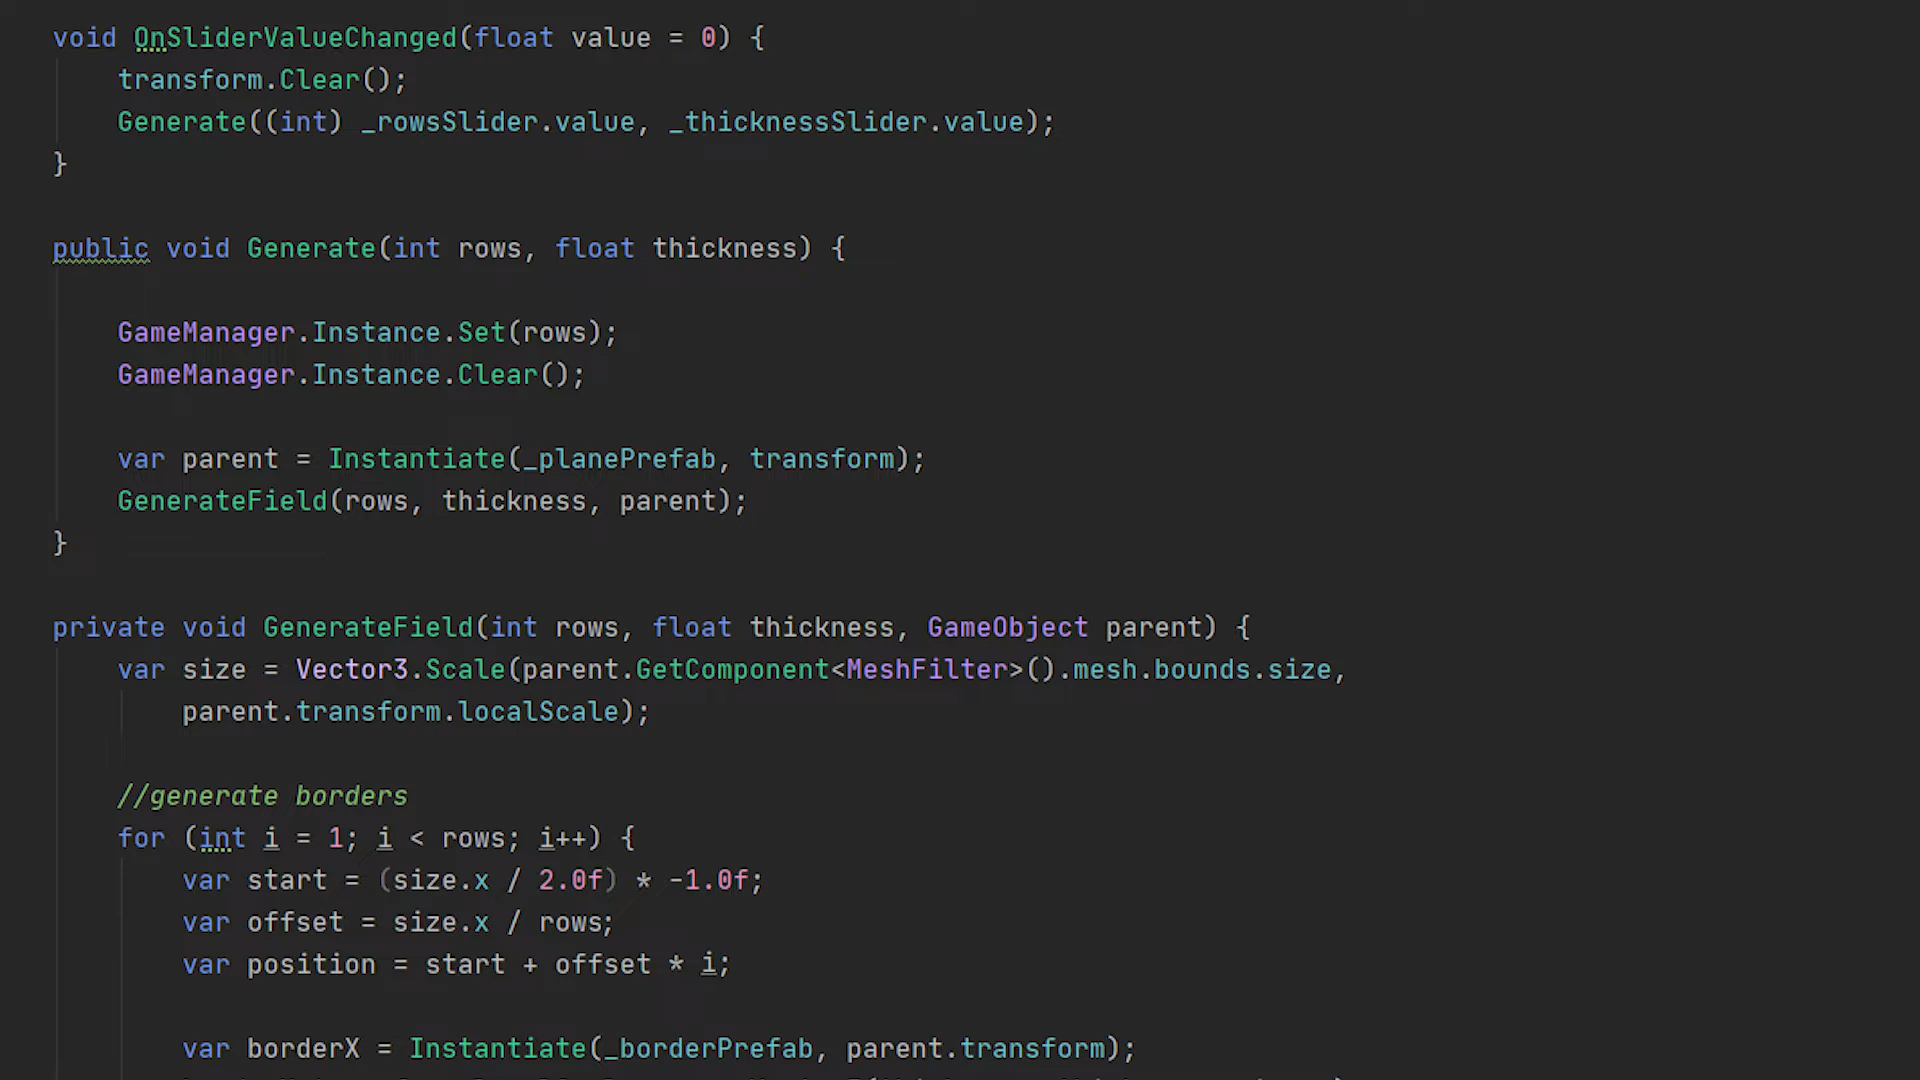 void OnSliderValueChanged(float value = 0) {
transform.Clear();
Generate((int) _rowsSlider.value, _thicknessSlider.value);
}
public void Generate(int rows, float thickness) {
GameManager.Instance.Set(rows);
GameManager.Instance.Clear();
var parent = Instantiate(_planePrefab, transform);
GenerateField(rows, thickness, parent);
}
private void GenerateField(int rows, float thickness, GameObject parent) {
var size = Vector3.Scale(parent.GetComponent<MeshFilter>().mesh.bounds.size,
parent.transform.localScale);
//generate borders
for (int i = 1; i < rows; i++) {
var start = (size.x / 2.0f) * -1.0f;
var offset = size.x / rows;
var position = start + offset * i;
var borderX = Instantiate(_borderPrefab, parent.transform);